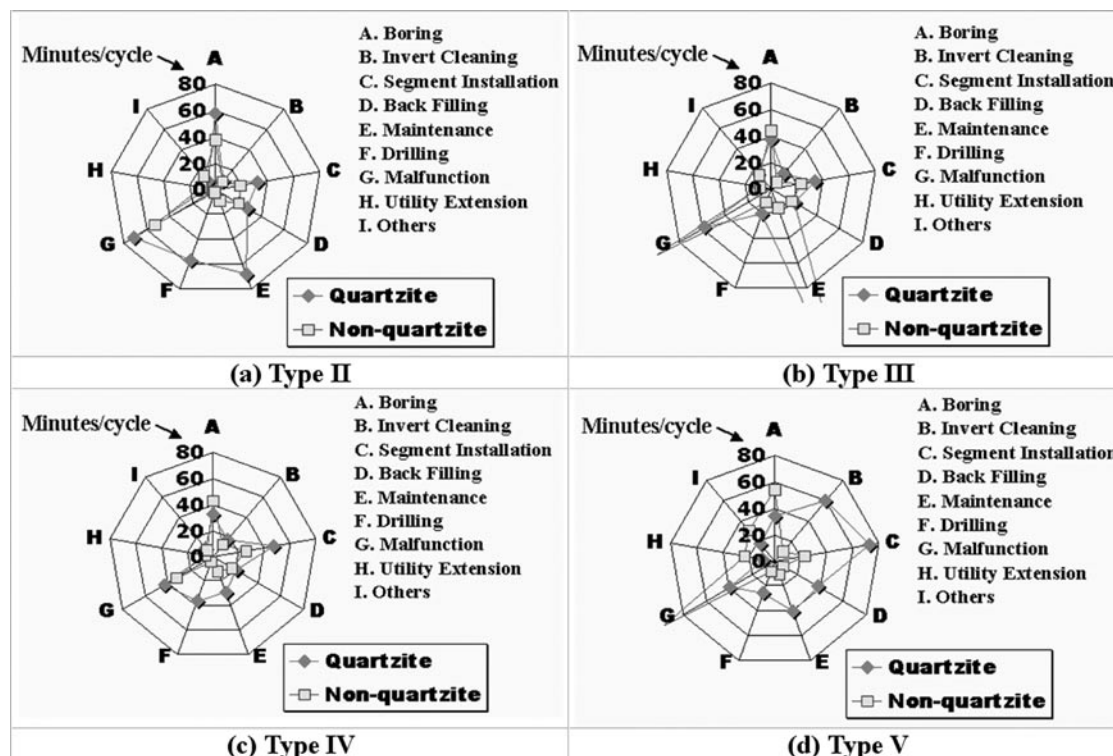 Minutes/cycle
A
80
60
40
20
0
B
C
D
E
F
G
H
I
A. Boring
B. Invert Cleaning
C. Segment Installation
D. Back Filling
E. Maintenance
F. Drilling
G. Malfunction
H. Utility Extension
I. Others
Quartzite
Non-quartzite
(a) Type II
Minutes/cycle
A
80
60
40
20
0
B
C
D
E
F
G
H
I
A. Boring
B. Invert Cleaning
C. Segment Installation
D. Back Filling
E. Maintenance
F. Drilling
G. Malfunction
H. Utility Extension
I. Others
Quartzite
Non-quartzite
(b) Type III
Minutes/cycle
A
80
60
40
20
0
B
C
D
E
F
G
H
I
A. Boring
B. Invert Cleaning
C. Segment Installation
D. Back Filling
E. Maintenance
F. Drilling
G. Malfunction
H. Utility Extension
I. Others
Quartzite
Non-quartzite
(c) Type IV
Minutes/cycle
A
80
60
40
20
0
B
C
D
E
F
G
H
I
A. Boring
B. Invert Cleaning
C. Segment Installation
D. Back Filling
E. Maintenance
F. Drilling
G. Malfunction
H. Utility Extension
I. Others
Quartzite
Non-quartzite
(d) Type V